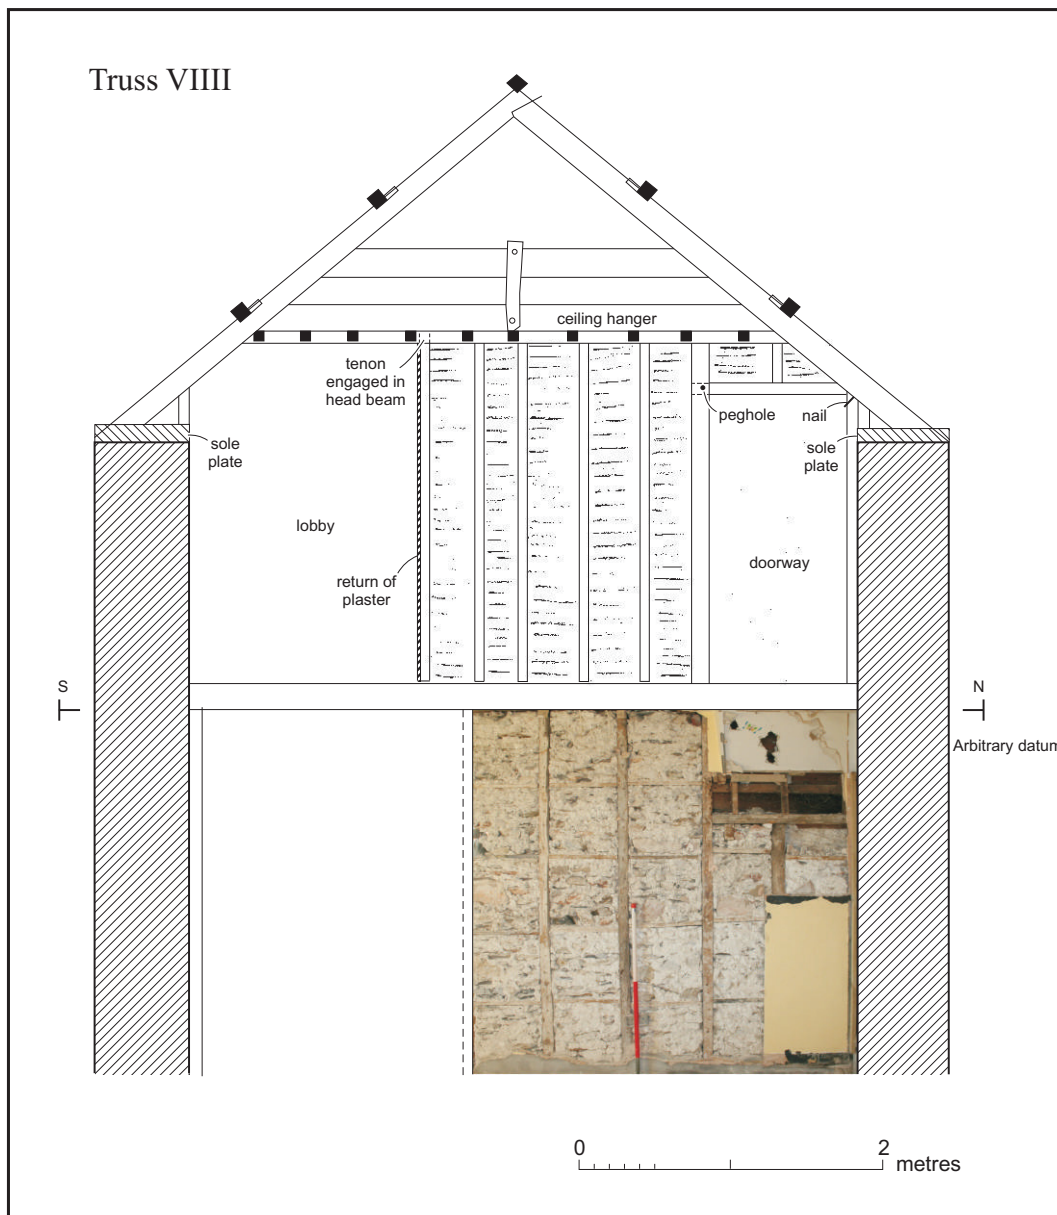 Truss VIIII
ceiling hanger
tenon
engaged in
head beam
peghole
nail
sole
plate
sole
plate
lobby
doorway
return of
plaster
S
N
Arbitrary datum
0
2
metres